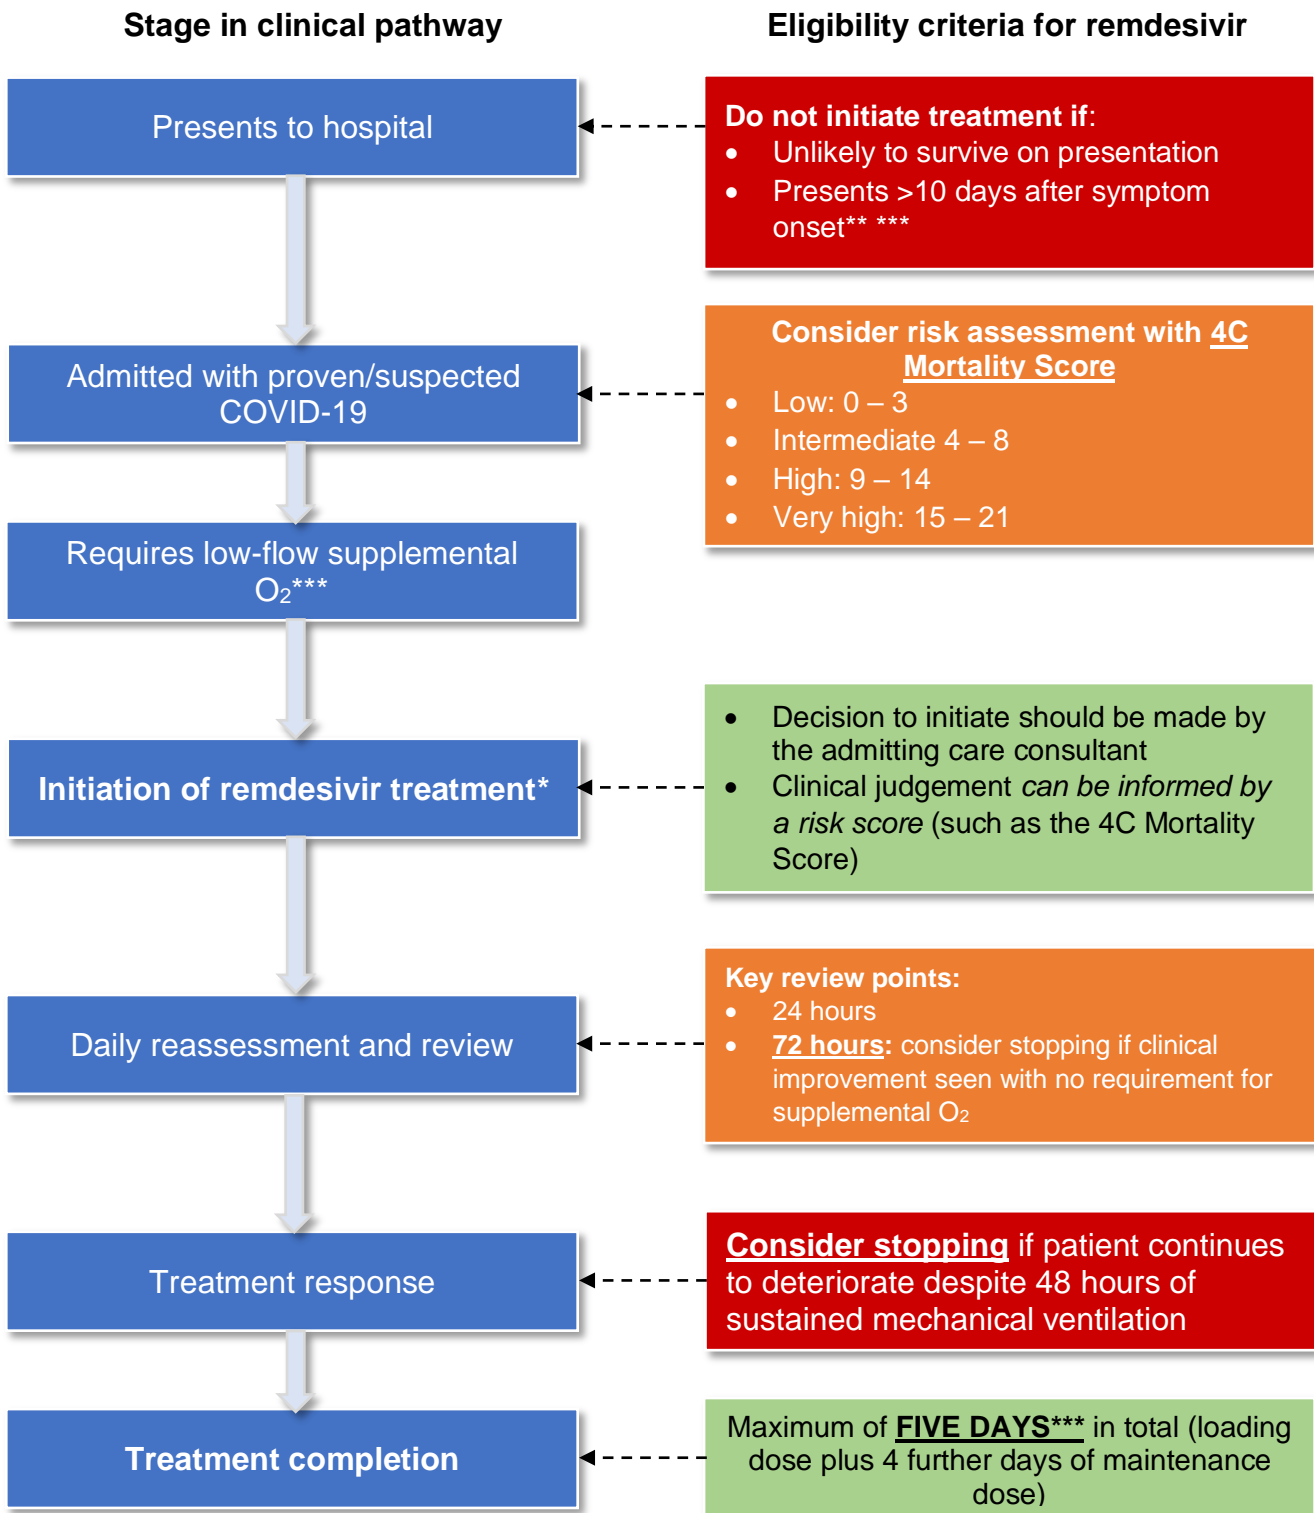 Stage in clinical pathway
Eligibility criteria for remdesivir
Presents to hospital
Do not initiate treatment if:
• Unlikely to survive on presentation
• Presents >10 days after symptom
onset** ***
Admitted with proven/suspected
COVID-19
Consider risk assessment with 4C
Mortality Score
• Low: 0 – 3
• Intermediate 4 – 8
• High: 9 – 14
• Very high: 15 – 21
Requires low-flow supplemental
O₂***
Initiation of remdesivir treatment*
• Decision to initiate should be made by
the admitting care consultant
• Clinical judgement can be informed by
a risk score (such as the 4C Mortality
Score)
Daily reassessment and review
Key review points:
• 24 hours
• 72 hours: consider stopping if clinical
improvement seen with no requirement for
supplemental O₂
Treatment response
Consider stopping if patient continues
to deteriorate despite 48 hours of
sustained mechanical ventilation
Treatment completion
Maximum of FIVE DAYS*** in total (loading
dose plus 4 further days of maintenance
dose)